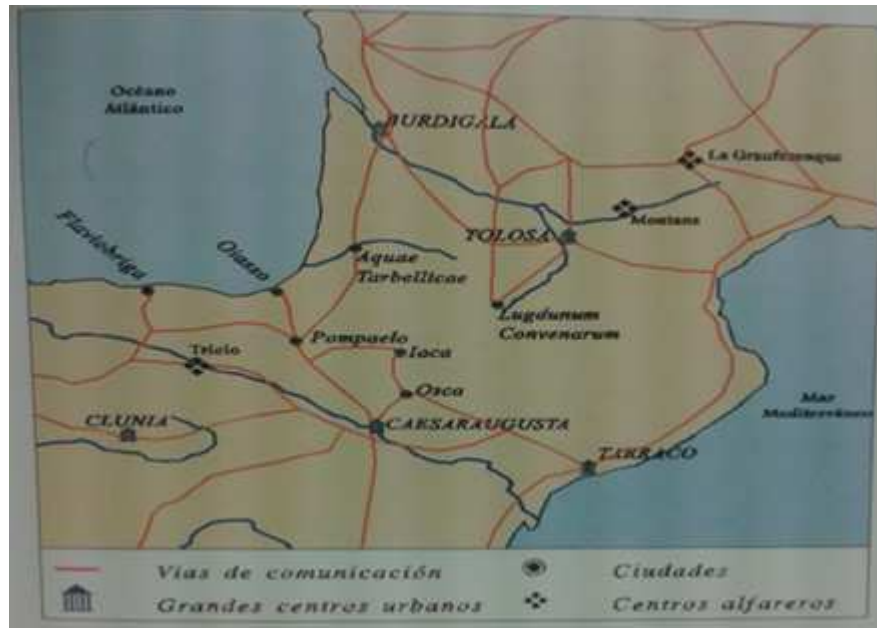 Océano
Atlántico
BURDIGALA
La Graufesenque
Montans
TOLOSA
Flaviobriga
Oiasso
Aquae
Tarbellicae
Lugdunum
Convenarum
Pompaelo
Iaca
Tricio
Osca
Mar
Mediterráneo
CLUNIA
CAESARAUGUSTA
TARRACO
Vías de comunicación
Ciudades
Grandes centros urbanos
Centros alfareros